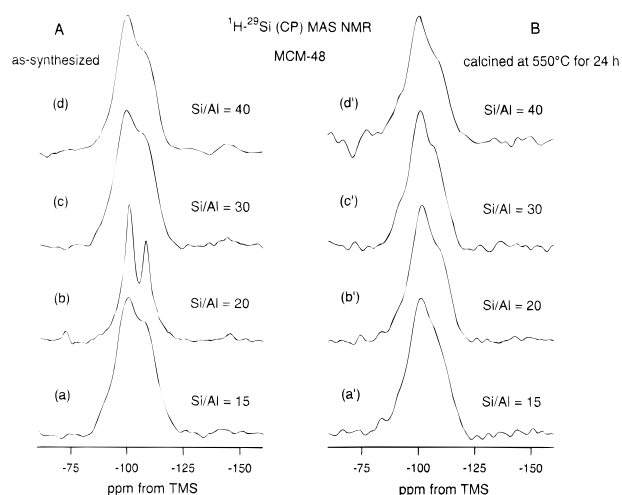 A
¹H-²⁹Si (CP) MAS NMR
B
as-synthesized
MCM-48
calcined at 550°C for 24 h
(d)
Si/Al = 40
(d')
Si/Al = 40
(c)
Si/Al = 30
(c')
Si/Al = 30
(b)
Si/Al = 20
(b')
Si/Al = 20
(a)
Si/Al = 15
(a')
Si/Al = 15
-75 -100 -125 -150
-75 -100 -125 -150
ppm from TMS
ppm from TMS